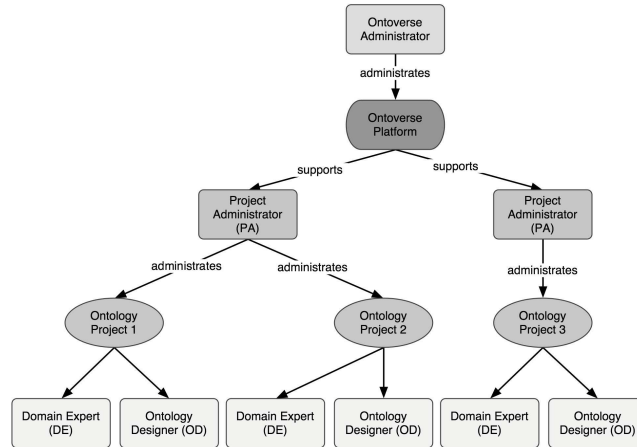 Ontoverse
Administrator
administrates
Ontoverse
Platform
supports
supports
Project
Administrator
(PA)
Project
Administrator
(PA)
administrates
administrates
administrates
Ontology
Project 1
Ontology
Project 2
Ontology
Project 3
Domain Expert
(DE)
Ontology
Designer (OD)
Domain Expert
(DE)
Ontology
Designer (OD)
Domain Expert
(DE)
Ontology
Designer (OD)